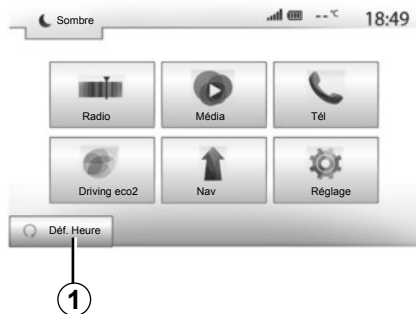 Sombre --°C 18:49
Radio Média Tél
Driving eco2 Nav Réglage
Déf. Heure
1